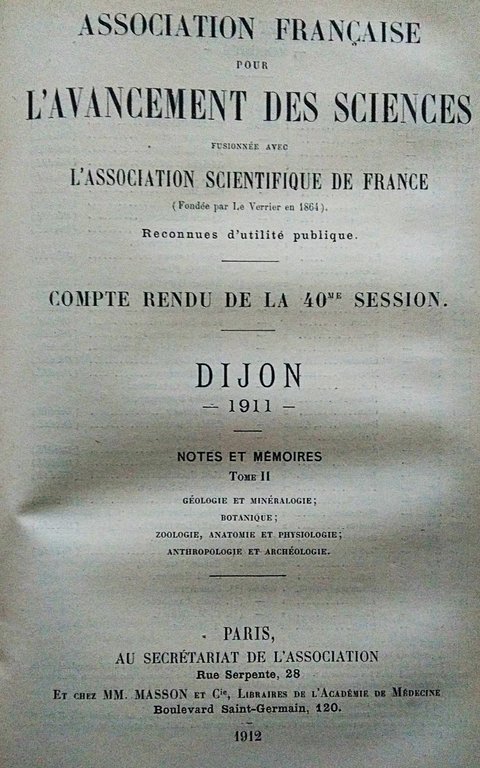 ASSOCIATION FRANÇAISE
POUR
L'AVANCEMENT DES SCIENCES
FUSIONNÉE AVEC
L'ASSOCIATION SCIENTIFIQUE DE FRANCE
(Fondée par Le Verrier en 1864).
Reconnues d'utilité publique.
COMPTE RENDU DE LA 40ME SESSION.
DIJON
— 1911 —
NOTES ET MÉMOIRES
TOME II
GÉOLOGIE ET MINÉRALOGIE;
BOTANIQUE;
ZOOLOGIE, ANATOMIE ET PHYSIOLOGIE;
ANTHROPOLOGIE ET ARCHÉOLOGIE.
PARIS,
AU SECRÉTARIAT DE L'ASSOCIATION
Rue Serpente, 28
ET CHEZ MM. MASSON ET Cie, LIBRAIRES DE L'ACADÉMIE DE MÉDECINE
Boulevard Saint-Germain, 120.
1912